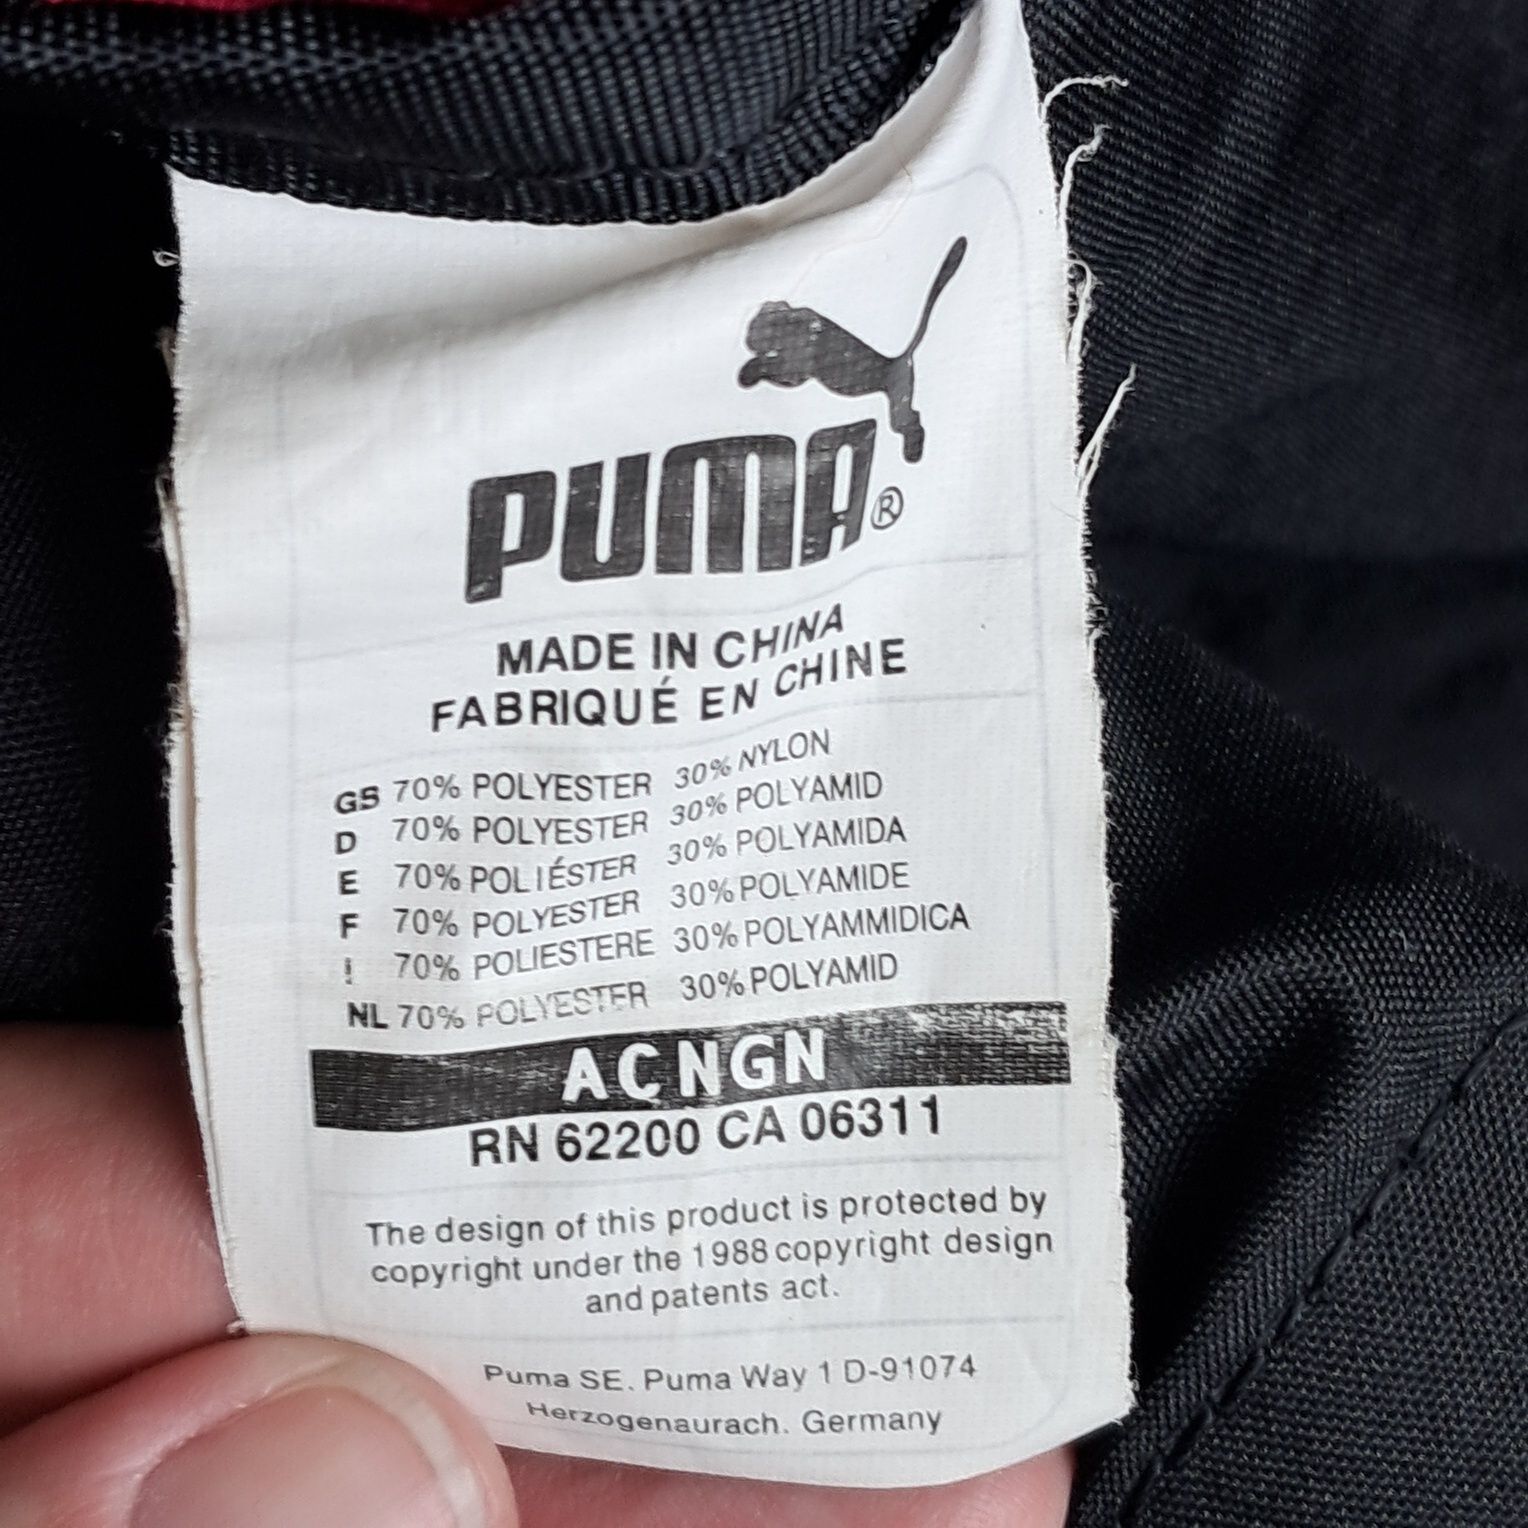 PUMA®
MADE IN CHINA
FABRIQUÉ EN CHINE
GS 70% POLYESTER 30% NYLON
D 70% POLYESTER 30% POLYAMID
E 70% POLIÉSTER 30% POLYAMIDA
F 70% POLYESTER 30% POLYAMIDE
I 70% POLIESTERE 30% POLYAMMIDICA
NL 70% POLYESTER 30% POLYAMID
ACNGN
RN 62200 CA 06311
The design of this product is protected by
copyright under the 1988 copyright design
and patents act.
Puma SE. Puma Way 1 D-91074
Herzogenaurach. Germany